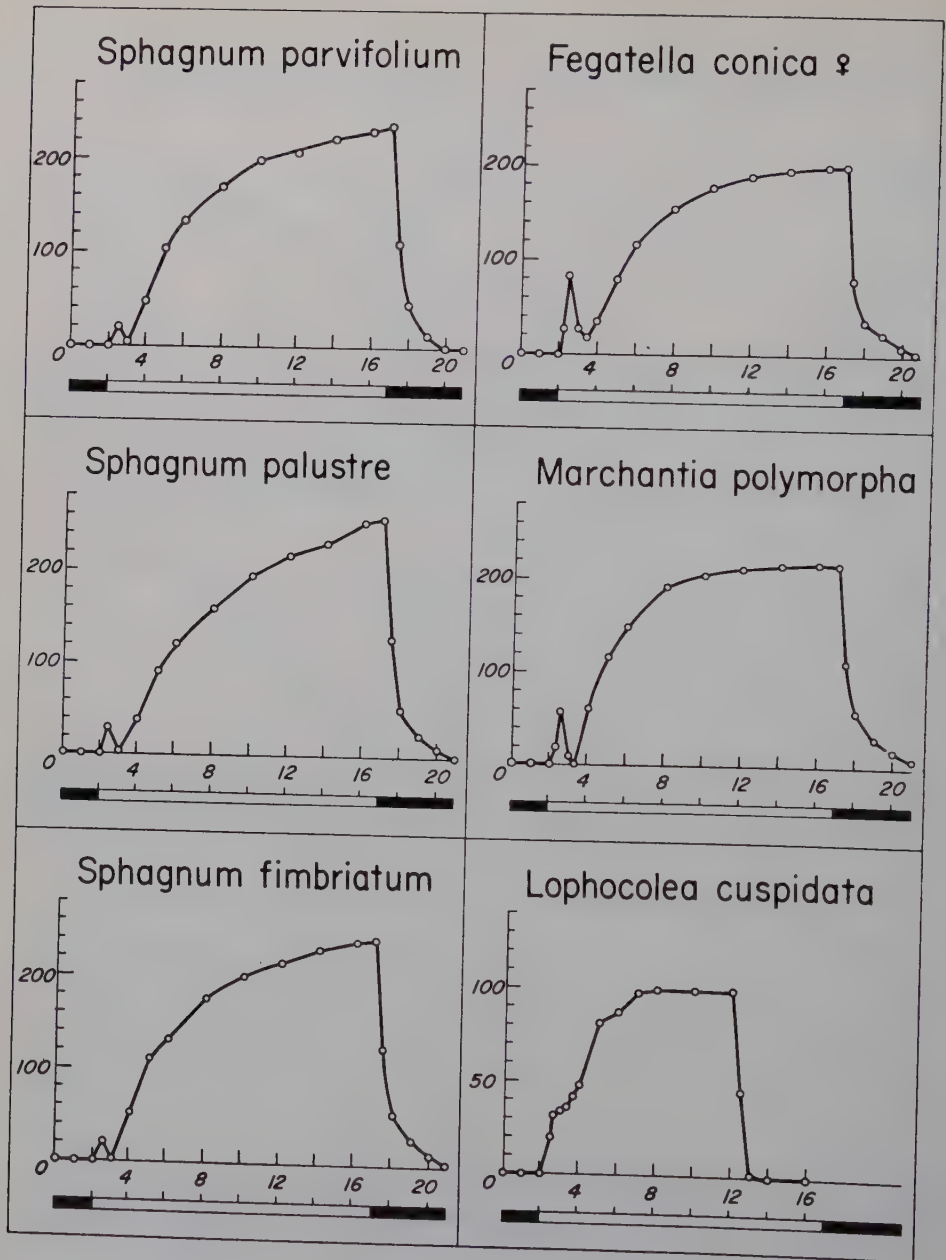 Sphagnum parvifolium
200
100
0
4 8 12 16 20
Fegatella conica ♀
200
100
0
4 8 12 16 20
Sphagnum palustre
200
100
0
4 8 12 16 20
Marchantia polymorpha
200
100
0
4 8 12 16 20
Sphagnum fimbriatum
200
100
0
4 8 12 16 20
Lophocolea cuspidata
100
50
0
4 8 12 16